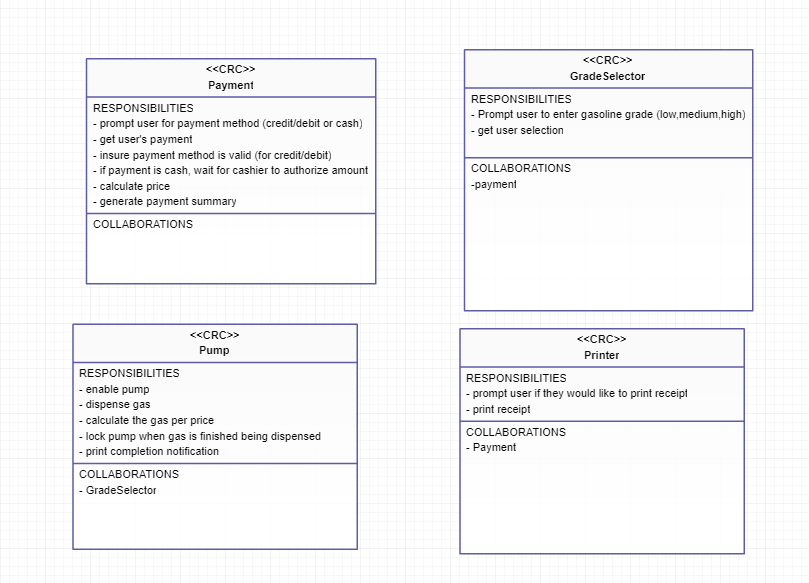 <<CRC>>
Payment
RESPONSIBILITIES
- prompt user for payment method (credit/debit or cash)
- get user's payment
- insure payment method is valid (for credit/debit)
- if payment is cash, wait for cashier to authorize amount
- calculate price
- generate payment summary
COLLABORATIONS
<<CRC>>
GradeSelector
RESPONSIBILITIES
- Prompt user to enter gasoline grade (low,medium,high)
- get user selection
COLLABORATIONS
-payment
<<CRC>>
Pump
RESPONSIBILITIES
- enable pump
- dispense gas
- calculate the gas per price
- lock pump when gas is finished being dispensed
- print completion notification
COLLABORATIONS
- GradeSelector
<<CRC>>
Printer
RESPONSIBILITIES
- prompt user if they would like to print receipt
- print receipt
COLLABORATIONS
- Payment